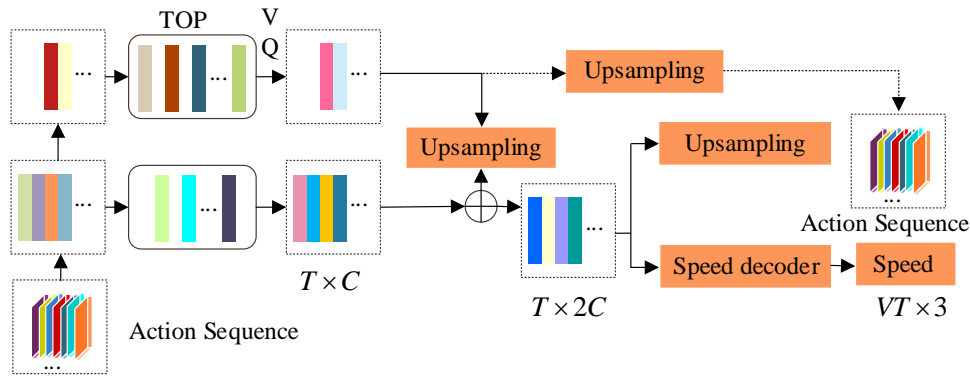 TOP
V
Q
...
...
...
Upsampling
Upsampling
Upsampling
...
...
...
...
...
Action Sequence
T × C
T × 2C
Speed decoder
Speed
VT × 3
...
Action Sequence